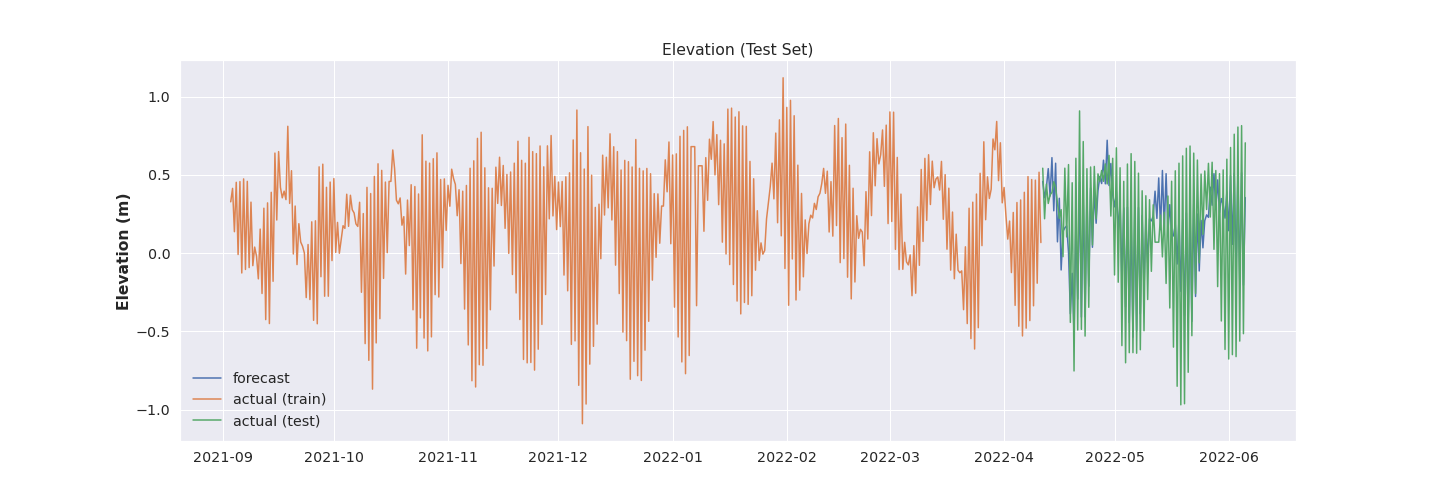 Elevation (Test Set)
Elevation (m)
1.0
0.5
0.0
−0.5
−1.0
forecast
actual (train)
actual (test)
2021-09 2021-10 2021-11 2021-12 2022-01 2022-02 2022-03 2022-04 2022-05 2022-06